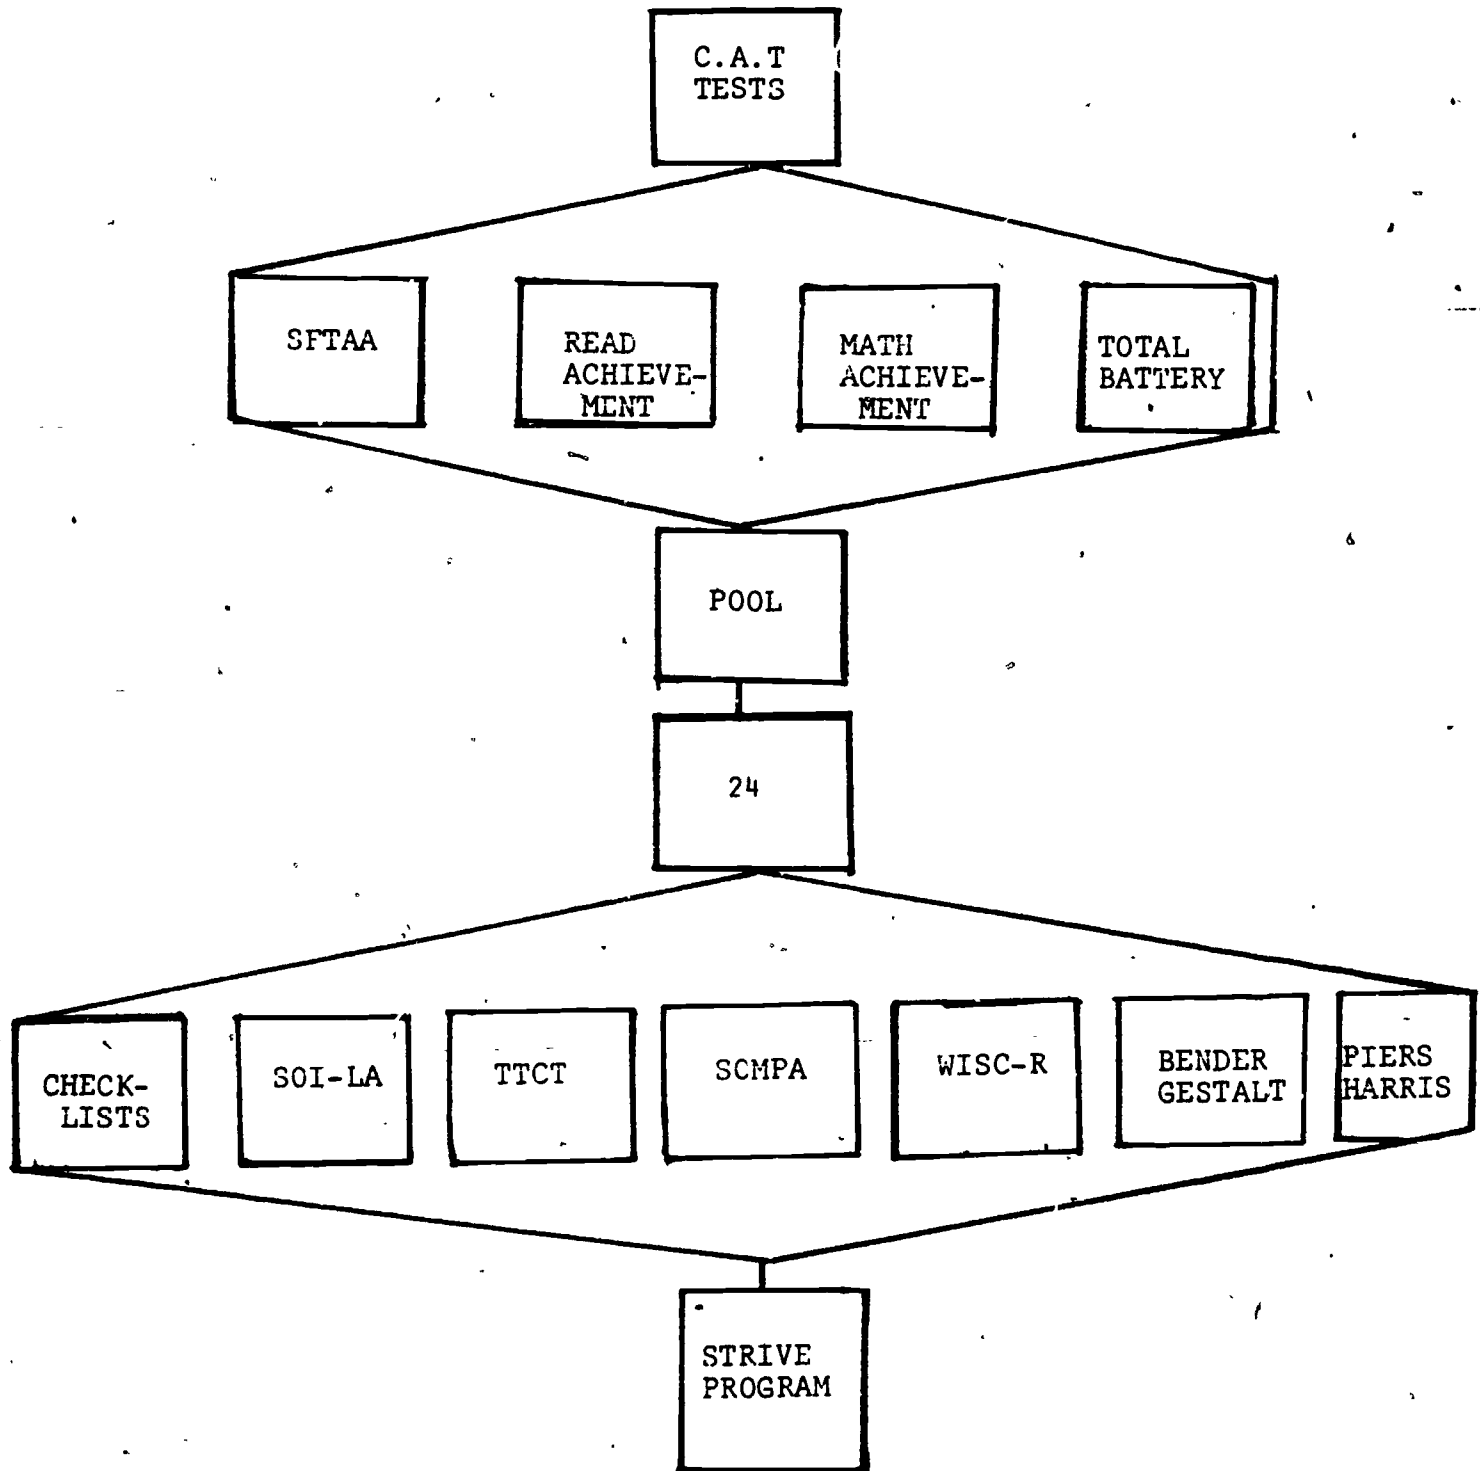 C.A.T
TESTS
SFTAA
READ
ACHIEVE-
MENT
MATH
ACHIEVE-
MENT
TOTAL
BATTERY
POOL
24
CHECK-
LISTS
SOI-LA
TTCT
SCMPA
WISC-R
BENDER
GESTALT
PIERS
HARRIS
STRIVE
PROGRAM